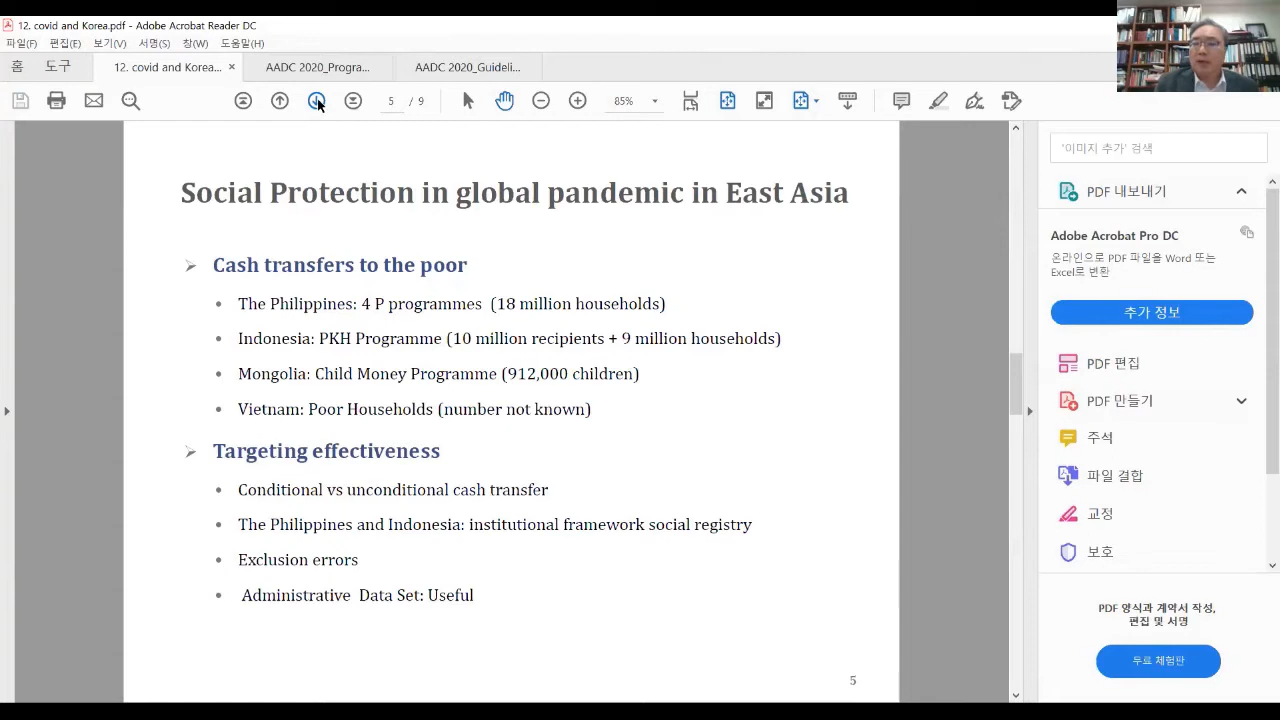 12. covid and Korea.pdf - Adobe Acrobat Reader DC
파일(F) 편집(E) 보기(V) 서명(S) 창(W) 도움말(H)
홈 도구 12. covid and Korea... × AADC 2020_Progra... AADC 2020_Guideli...
5 / 9 85%
Social Protection in global pandemic in East Asia
Cash transfers to the poor
The Philippines: 4 P programmes (18 million households)
Indonesia: PKH Programme (10 million recipients + 9 million households)
Mongolia: Child Money Programme (912,000 children)
Vietnam: Poor Households (number not known)
Targeting effectiveness
Conditional vs unconditional cash transfer
The Philippines and Indonesia: institutional framework social registry
Exclusion errors
Administrative Data Set: Useful
5
'이미지 추가' 검색
PDF 내보내기
Adobe Acrobat Pro DC
온라인으로 PDF 파일을 Word 또는
Excel로 변환
추가 정보
PDF 편집
PDF 만들기
주석
파일 결합
교정
보호
PDF 양식과 계약서 작성,
편집 및 서명
무료 체험판